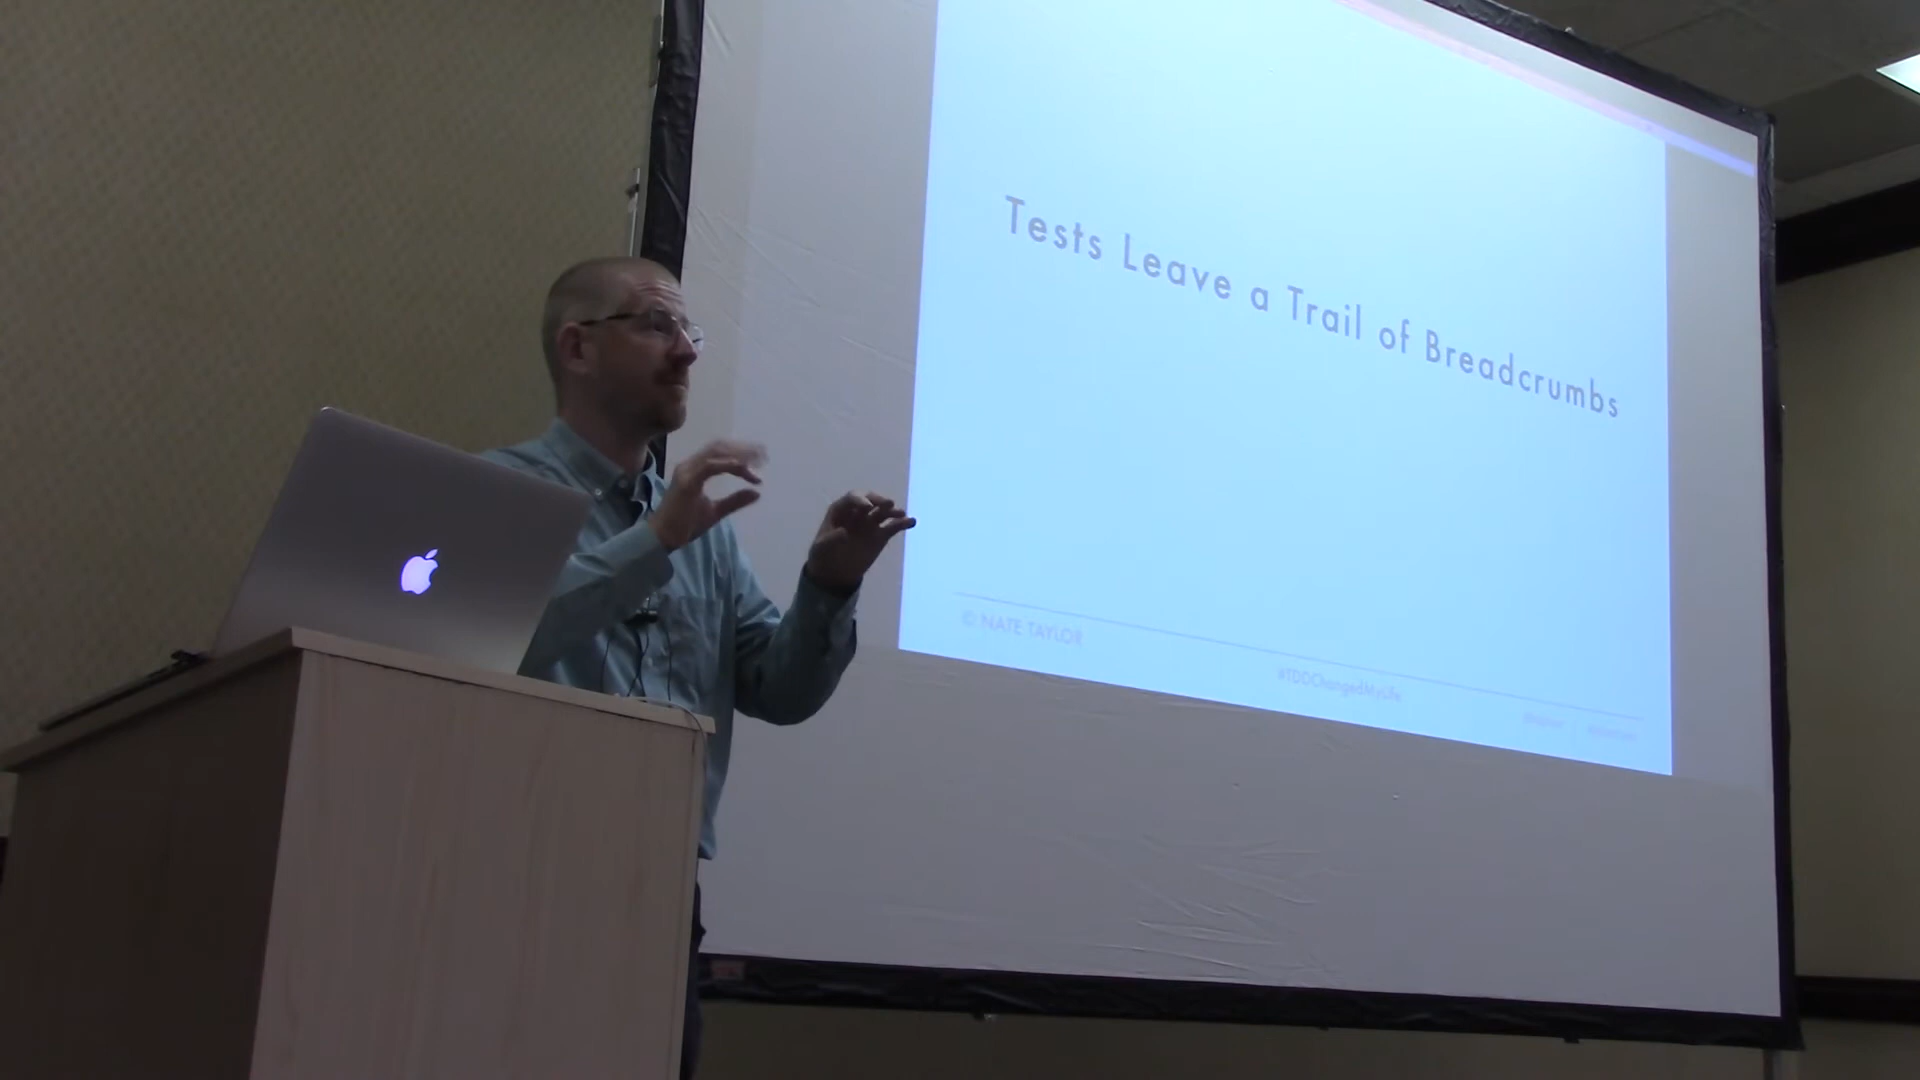 Tests Leave a Trail of Breadcrumbs
© NATE TAYLOR
#TDDChangedMyLife